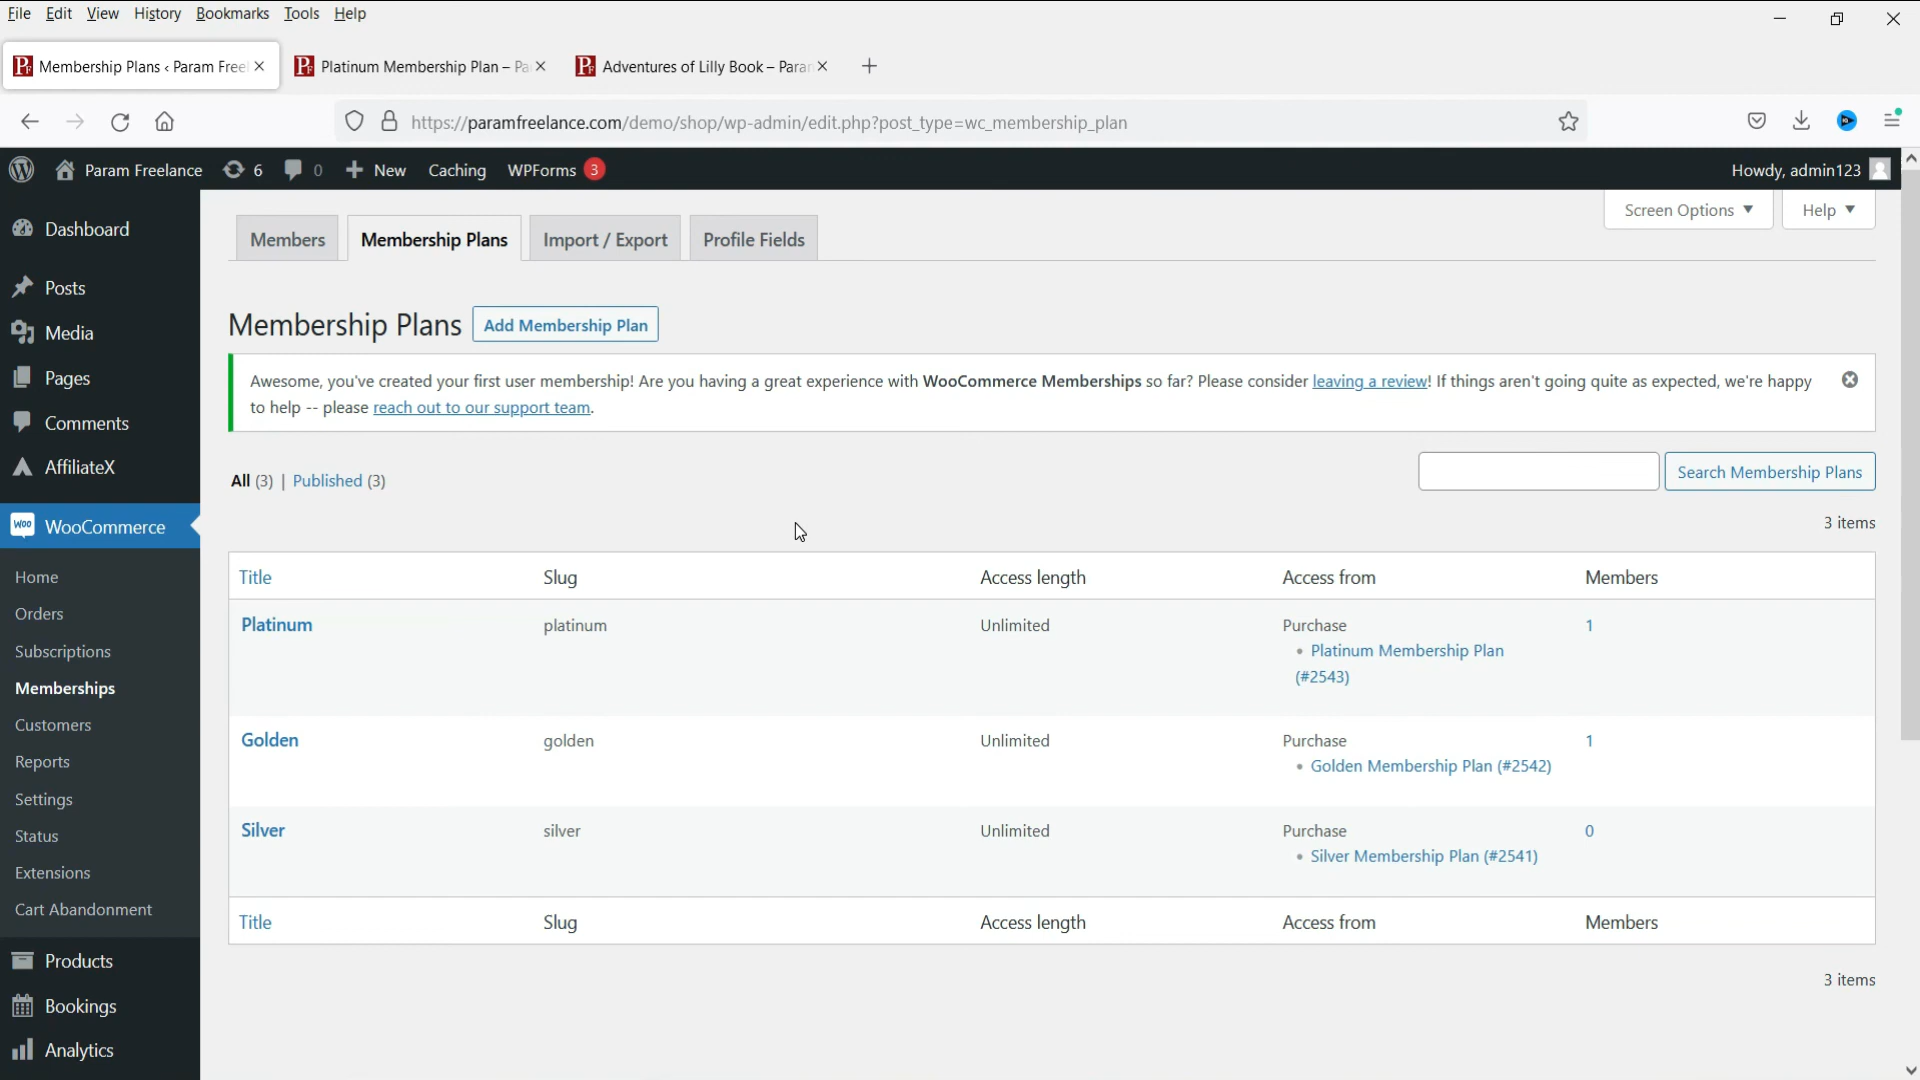 File Edit View History Bookmarks Tools Help
Membership Plans ‹ Param Free
Platinum Membership Plan – Pa
Adventures of Lilly Book – Param
https://paramfreelance.com/demo/shop/wp-admin/edit.php?post_type=wc_membership_plan
Param Freelance 6 0 New Caching WPForms 3
Howdy, admin123
Dashboard
Posts
Media
Pages
Comments
AffiliateX
WooCommerce
Home
Orders
Subscriptions
Memberships
Customers
Reports
Settings
Status
Extensions
Cart Abandonment
Products
Bookings
Analytics
Screen Options Help
Members Membership Plans Import / Export Profile Fields
Membership Plans Add Membership Plan
Awesome, you've created your first user membership! Are you having a great experience with WooCommerce Memberships so far? Please consider leaving a review! If things aren't going quite as expected, we're happy
to help -- please reach out to our support team.
All (3) | Published (3)
Search Membership Plans
3 items
Title Slug Access length Access from Members
Platinum platinum Unlimited Purchase 1
• Platinum Membership Plan
(#2543)
Golden golden Unlimited Purchase 1
• Golden Membership Plan (#2542)
Silver silver Unlimited Purchase 0
• Silver Membership Plan (#2541)
Title Slug Access length Access from Members
3 items